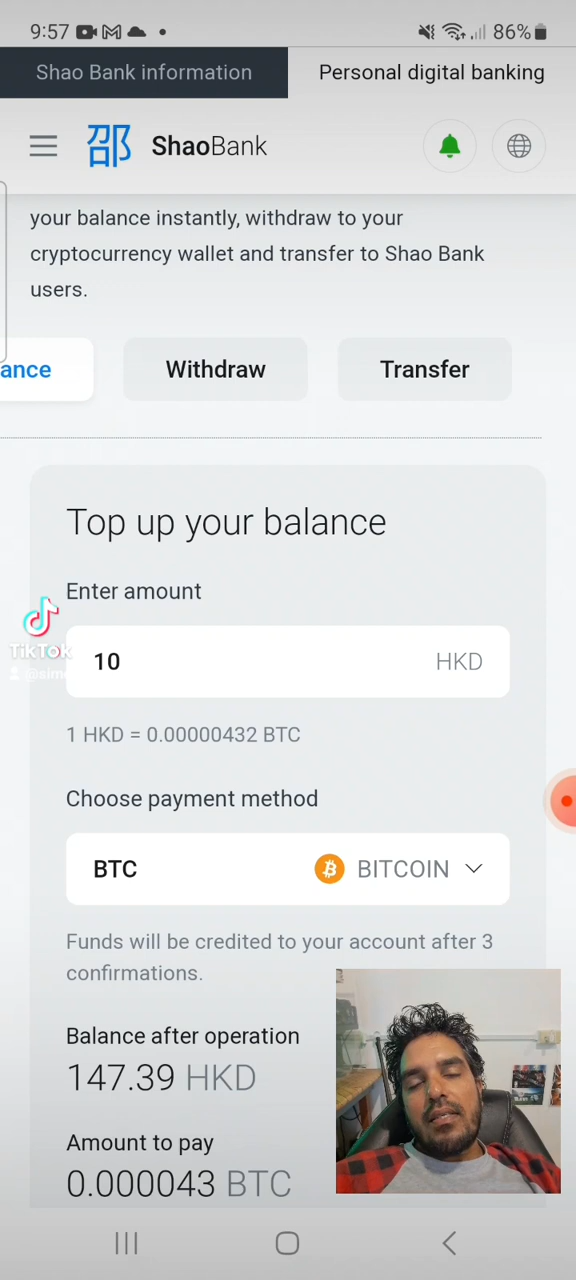 9:57 86%
Shao Bank information Personal digital banking
邵 ShaoBank
your balance instantly, withdraw to your
cryptocurrency wallet and transfer to Shao Bank
users.
ance Withdraw Transfer
Top up your balance
Enter amount
10 HKD
TikTok
@sim
1 HKD = 0.00000432 BTC
Choose payment method
BTC BITCOIN
Funds will be credited to your account after 3
confirmations.
Balance after operation
147.39 HKD
Amount to pay
0.000043 BTC